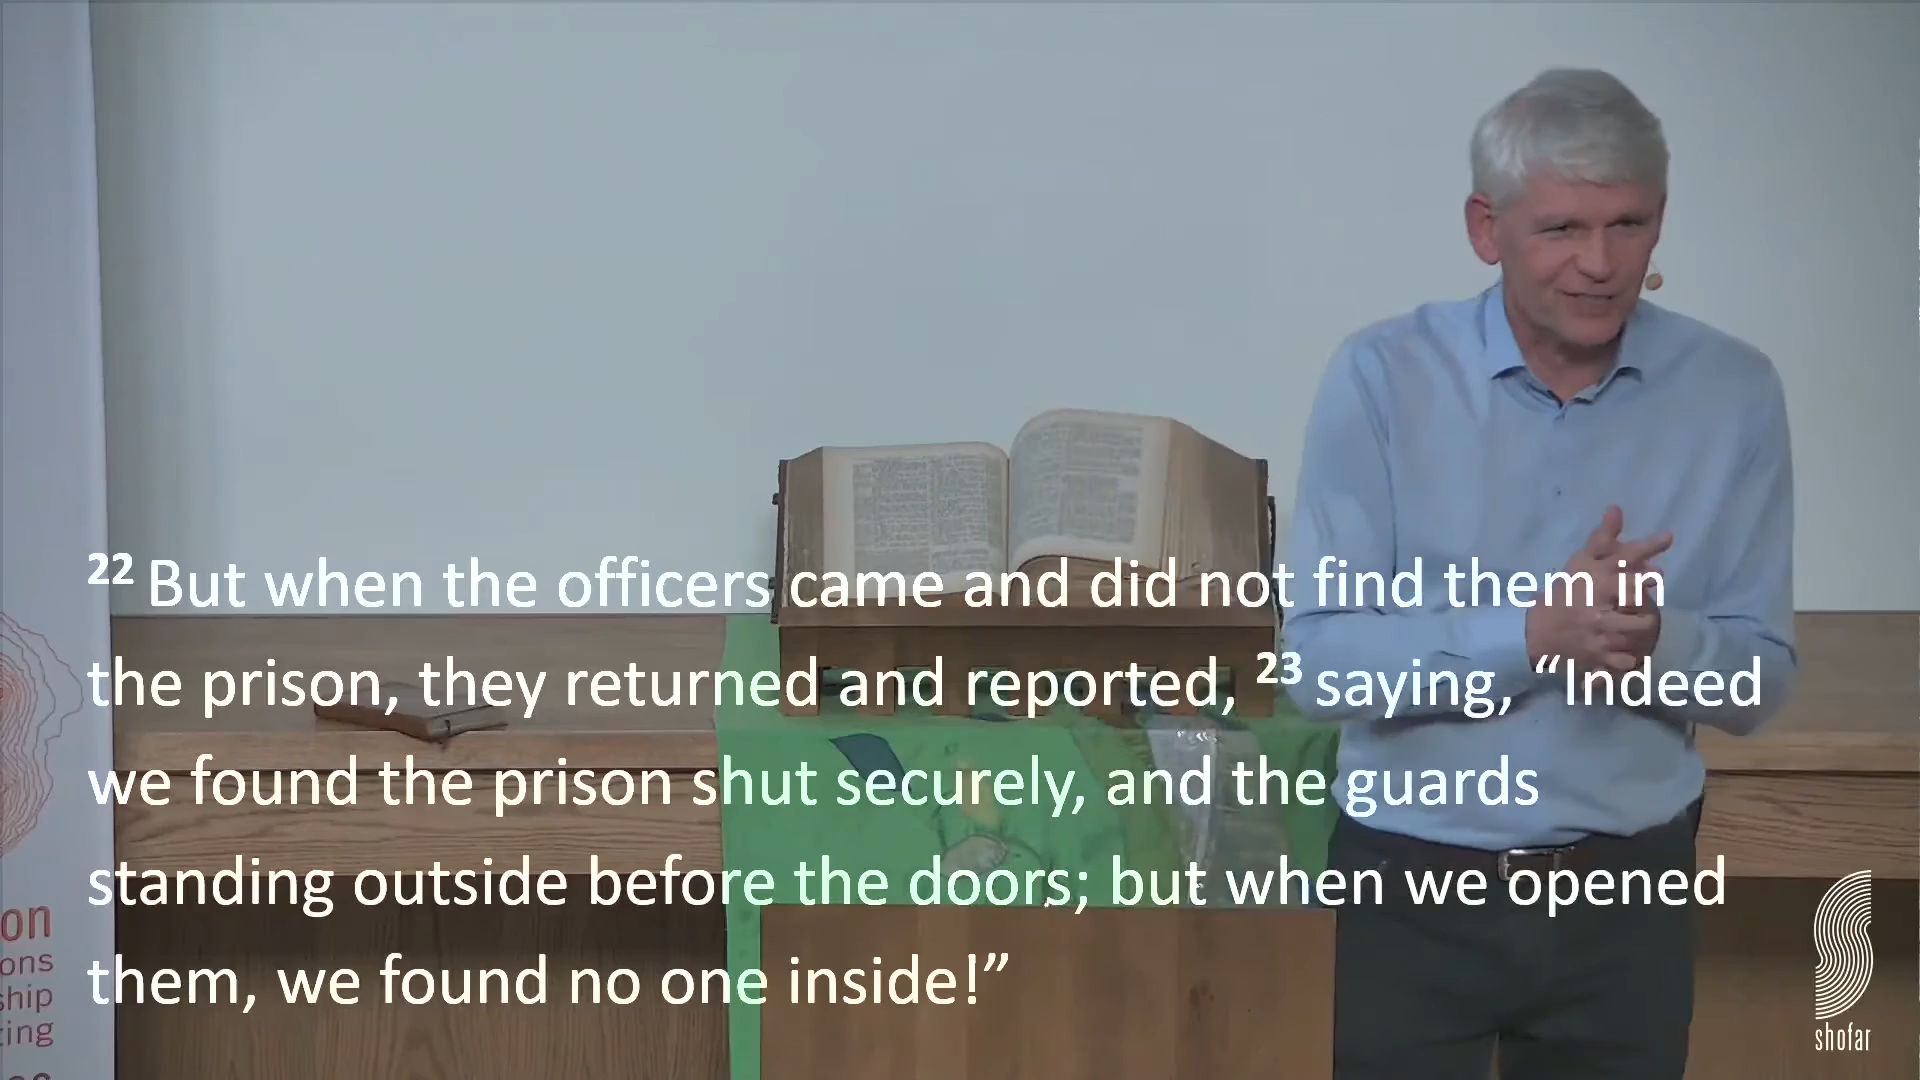 22 But when the officers came and did not find them in
the prison, they returned and reported, 23 saying, “Indeed
we found the prison shut securely, and the guards
standing outside before the doors; but when we opened
them, we found no one inside!”
on
ons
ship
ting
shofar